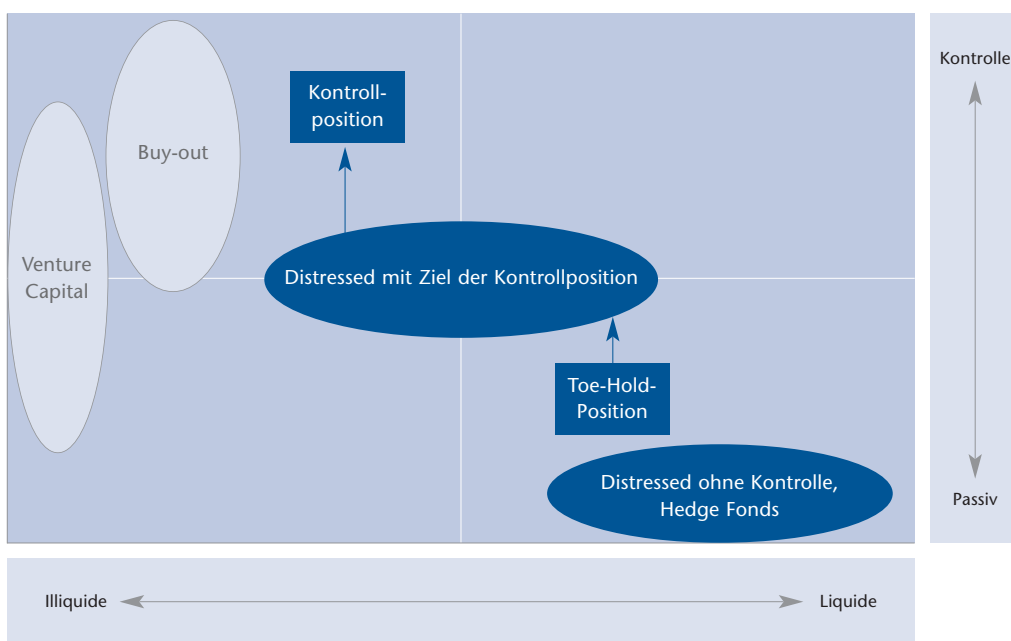 Kontroll-
position
Kontrolle
Buy-out
Venture
Capital
Distressed mit Ziel der Kontrollposition
Toe-Hold-
Position
Distressed ohne Kontrolle,
Hedge Fonds
Passiv
Illiquide
Liquide